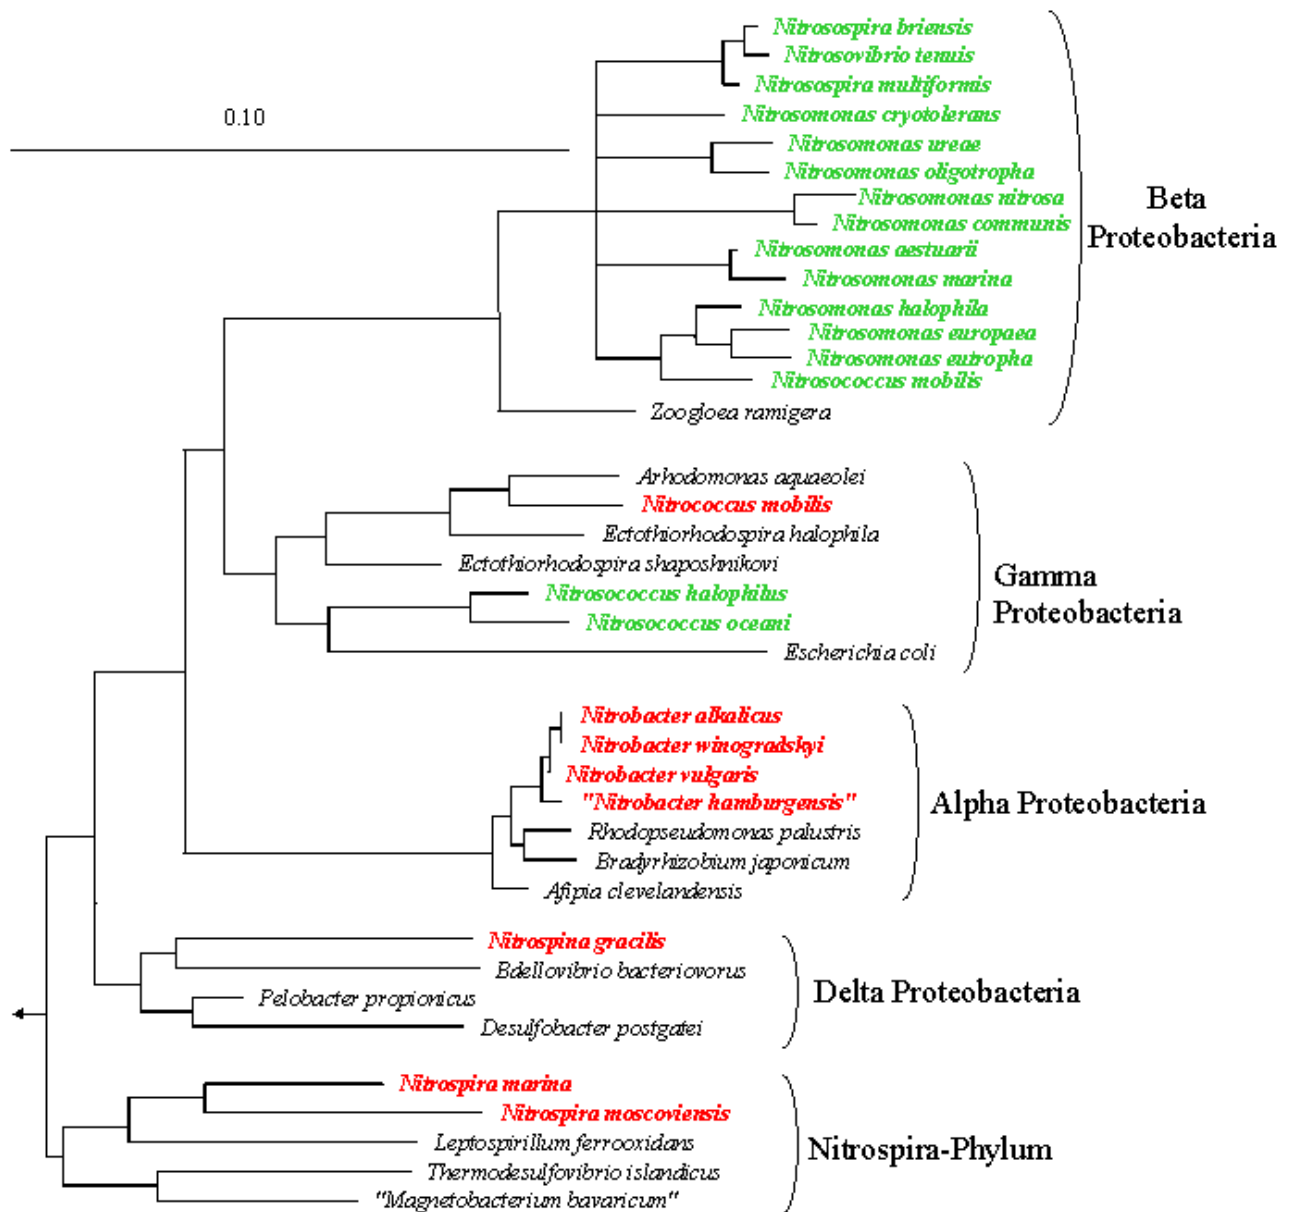 0.10
Nitrosospira briensis
Nitrosovibrio tenuis
Nitrosospira multiformis
Nitrosomonas cryotolerans
Nitrosomonas ureae
Nitrosomonas oligotropha
Nitrosomonas nitrosa
Nitrosomonas communis
Nitrosomonas aestuarii
Nitrosomonas marina
Nitrosomonas halophila
Nitrosomonas europaea
Nitrosomonas eutropha
Nitrosococcus mobilis
Zoogloea ramigera
Beta
Proteobacteria
Arhodomonas aquaeolei
Nitrococcus mobilis
Ectothiorhodospira halophila
Ectothiorhodospira shaposhnikovi
Nitrosococcus halophilus
Nitrosococcus oceani
Escherichia coli
Gamma
Proteobacteria
Nitrobacter alkalicus
Nitrobacter winogradskyi
Nitrobacter vulgaris
"Nitrobacter hamburgensis"
Rhodopseudomonas palustris
Bradyrhizobium japonicum
Afipia clevelandensis
Alpha Proteobacteria
Nitrospina gracilis
Bdellovibrio bacteriovorus
Pelobacter propionicus
Desulfobacter postgatei
Delta Proteobacteria
Nitrospira marina
Nitrospira moscoviensis
Leptospirillum ferrooxidans
Thermodesulfovibrio islandicus
"Magnetobacterium bavaricum"
Nitrospira-Phylum